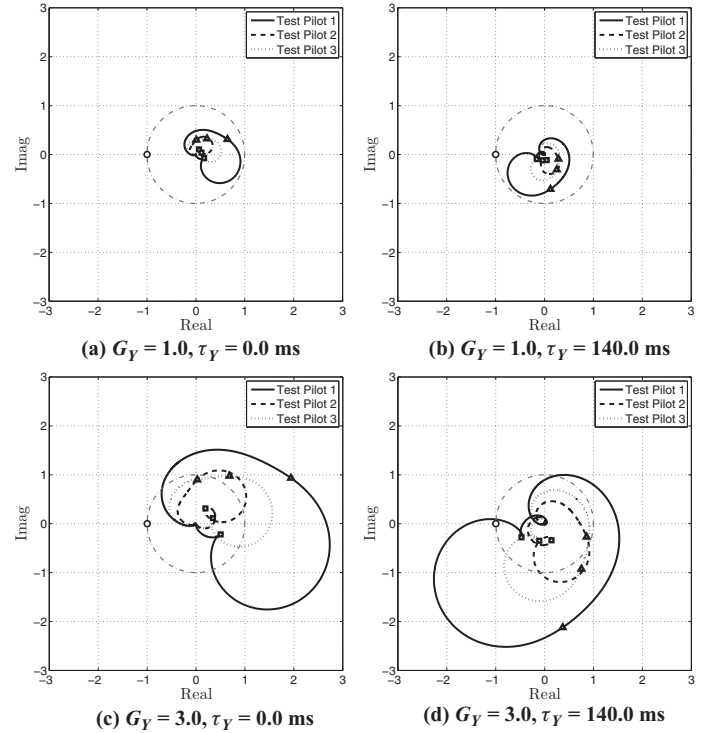 3
2
1
0
−1
−2
−3
Imag
−3 −2 −1 0 1 2 3
Real
Test Pilot 1
Test Pilot 2
Test Pilot 3
(a) G_Y = 1.0, τ_Y = 0.0 ms
3
2
1
0
−1
−2
−3
Imag
−3 −2 −1 0 1 2 3
Real
Test Pilot 1
Test Pilot 2
Test Pilot 3
(b) G_Y = 1.0, τ_Y = 140.0 ms
3
2
1
0
−1
−2
−3
Imag
−3 −2 −1 0 1 2 3
Real
Test Pilot 1
Test Pilot 2
Test Pilot 3
(c) G_Y = 3.0, τ_Y = 0.0 ms
3
2
1
0
−1
−2
−3
Imag
−3 −2 −1 0 1 2 3
Real
Test Pilot 1
Test Pilot 2
Test Pilot 3
(d) G_Y = 3.0, τ_Y = 140.0 ms